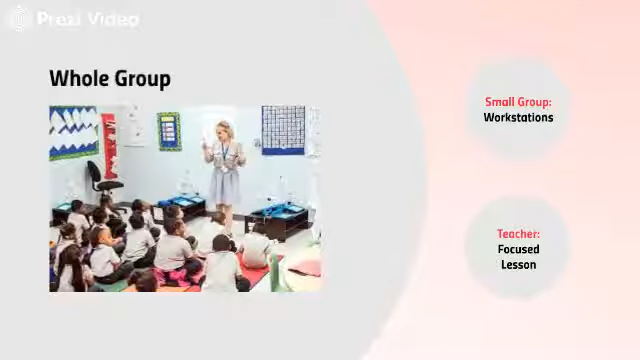 Prezi Video
Whole Group
Small Group:
Workstations
Teacher:
Focused
Lesson